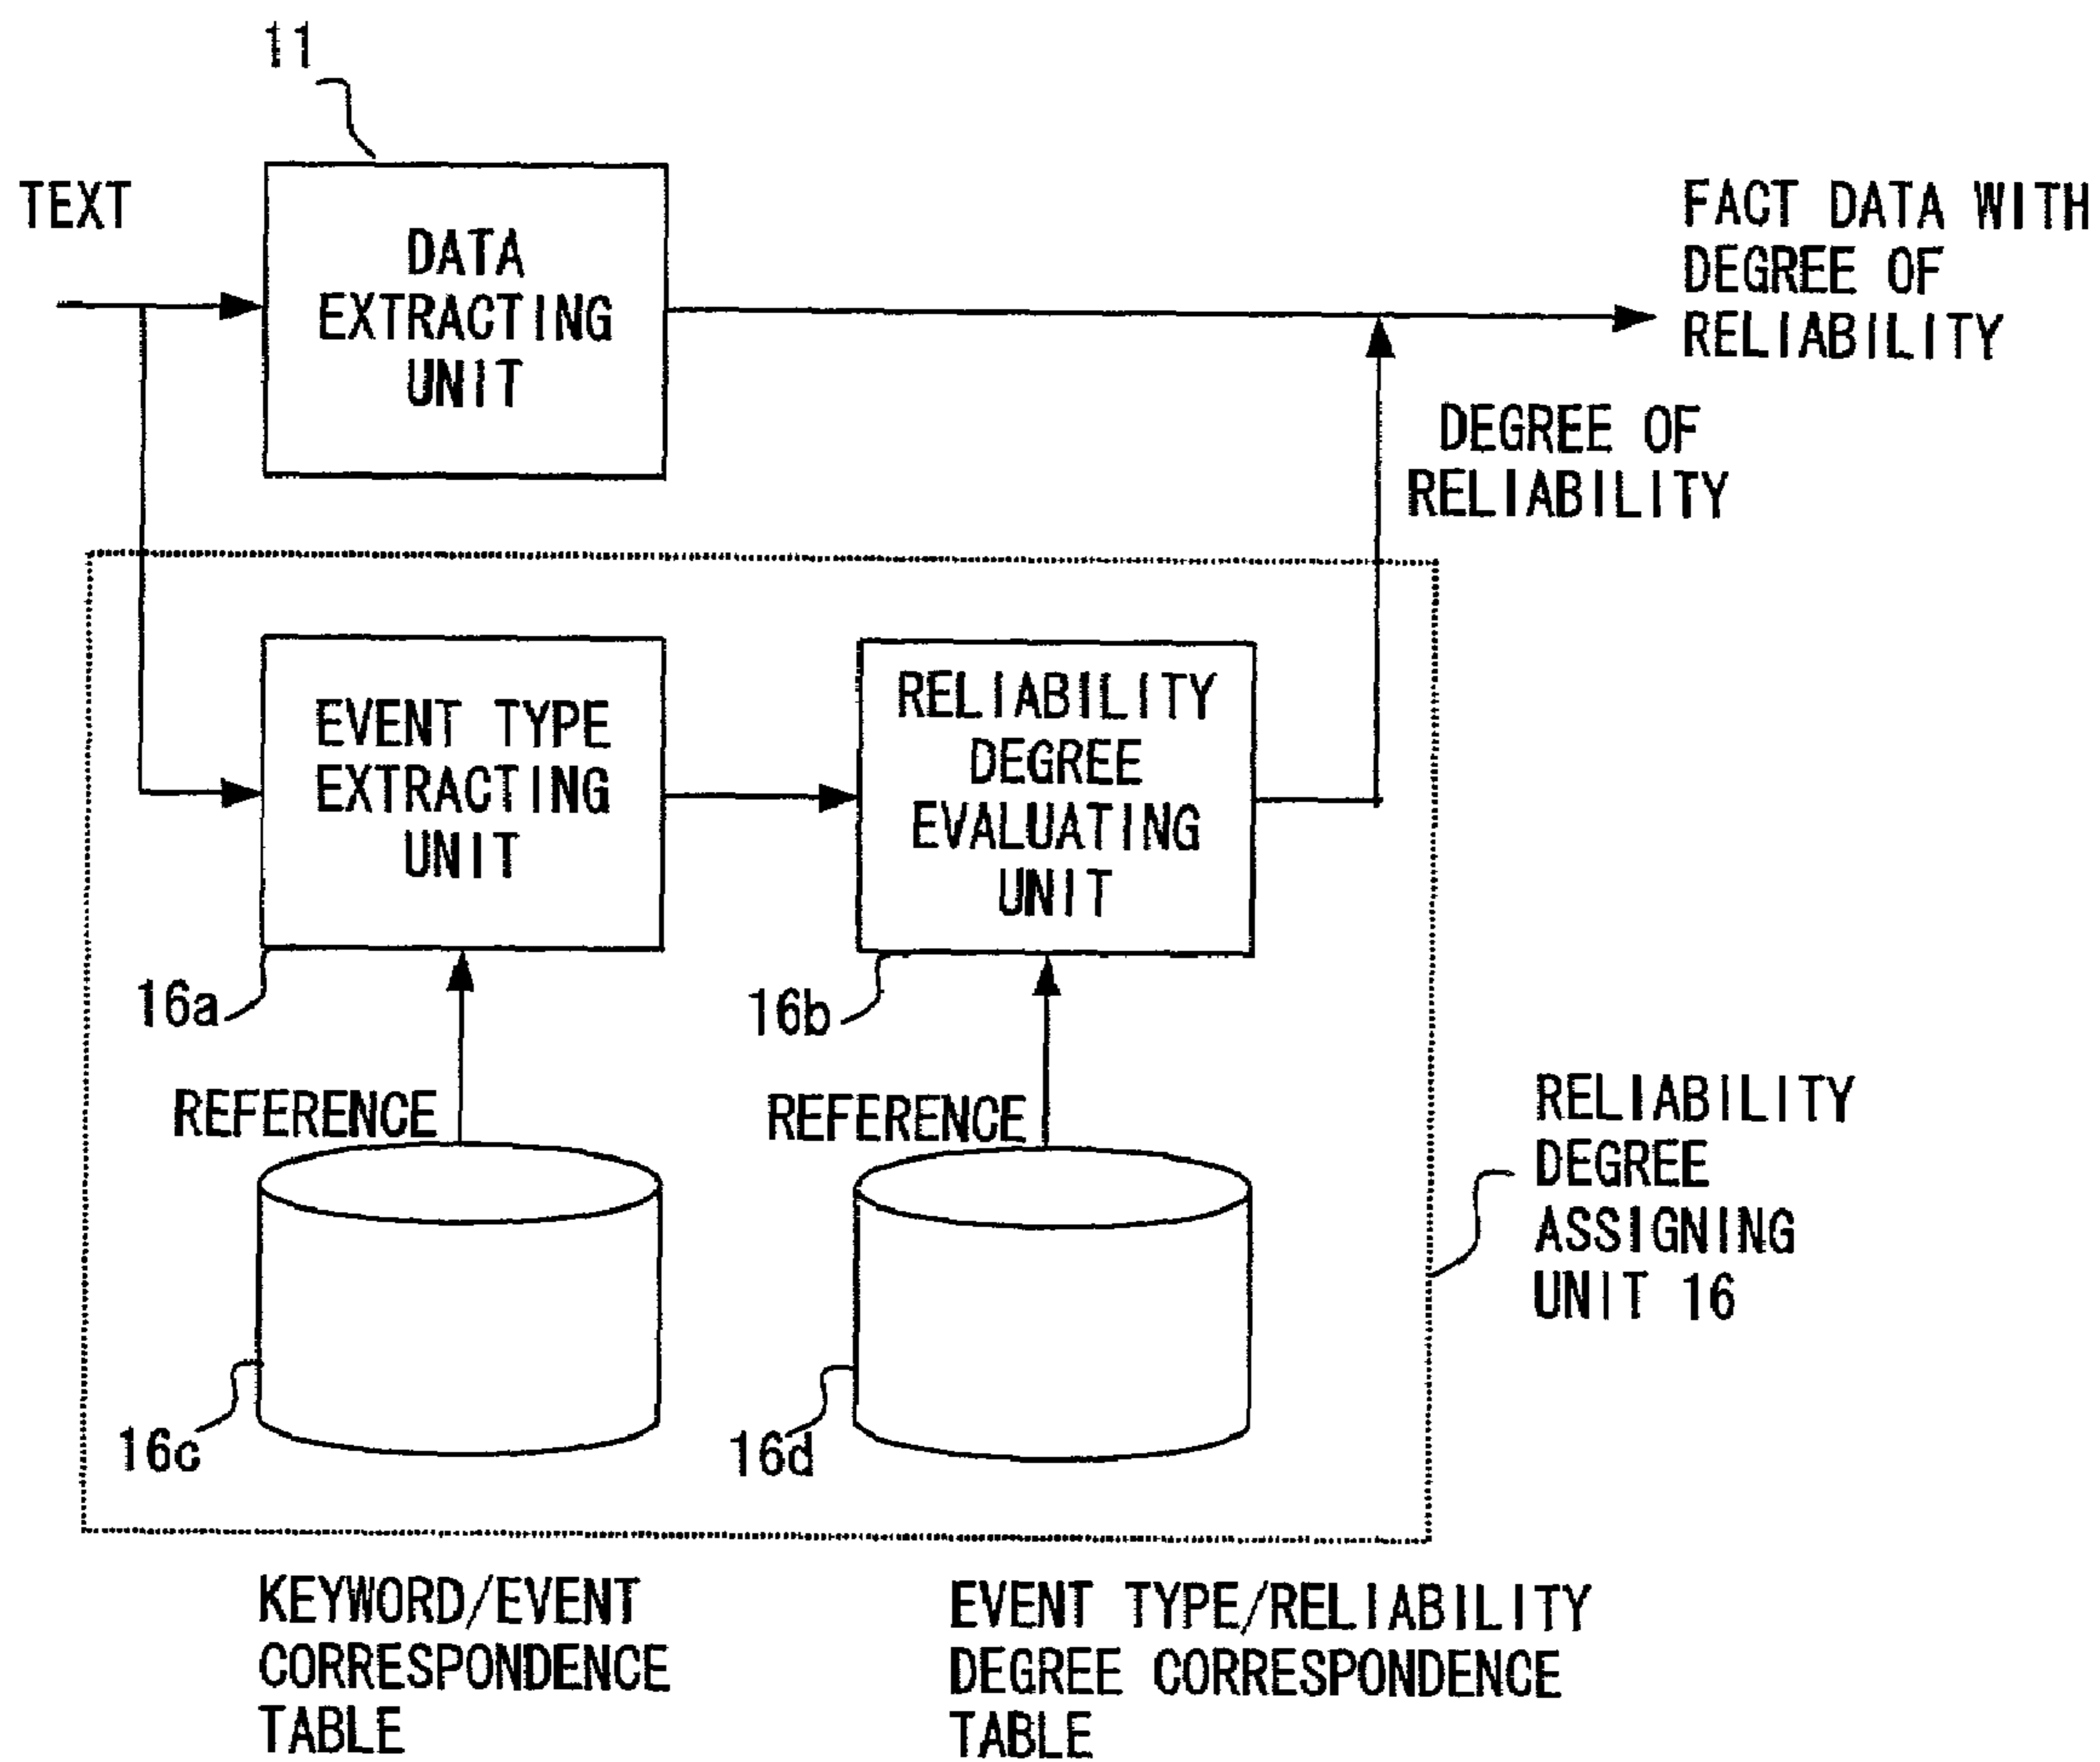 11
TEXT
DATA
EXTRACTING
UNIT
FACT DATA WITH
DEGREE OF
RELIABILITY
DEGREE OF
RELIABILITY
EVENT TYPE
EXTRACTING
UNIT
RELIABILITY
DEGREE
EVALUATING
UNIT
16a
16b
REFERENCE
REFERENCE
RELIABILITY
DEGREE
ASSIGNING
UNIT 16
16c
16d
KEYWORD/EVENT
CORRESPONDENCE
TABLE
EVENT TYPE/RELIABILITY
DEGREE CORRESPONDENCE
TABLE